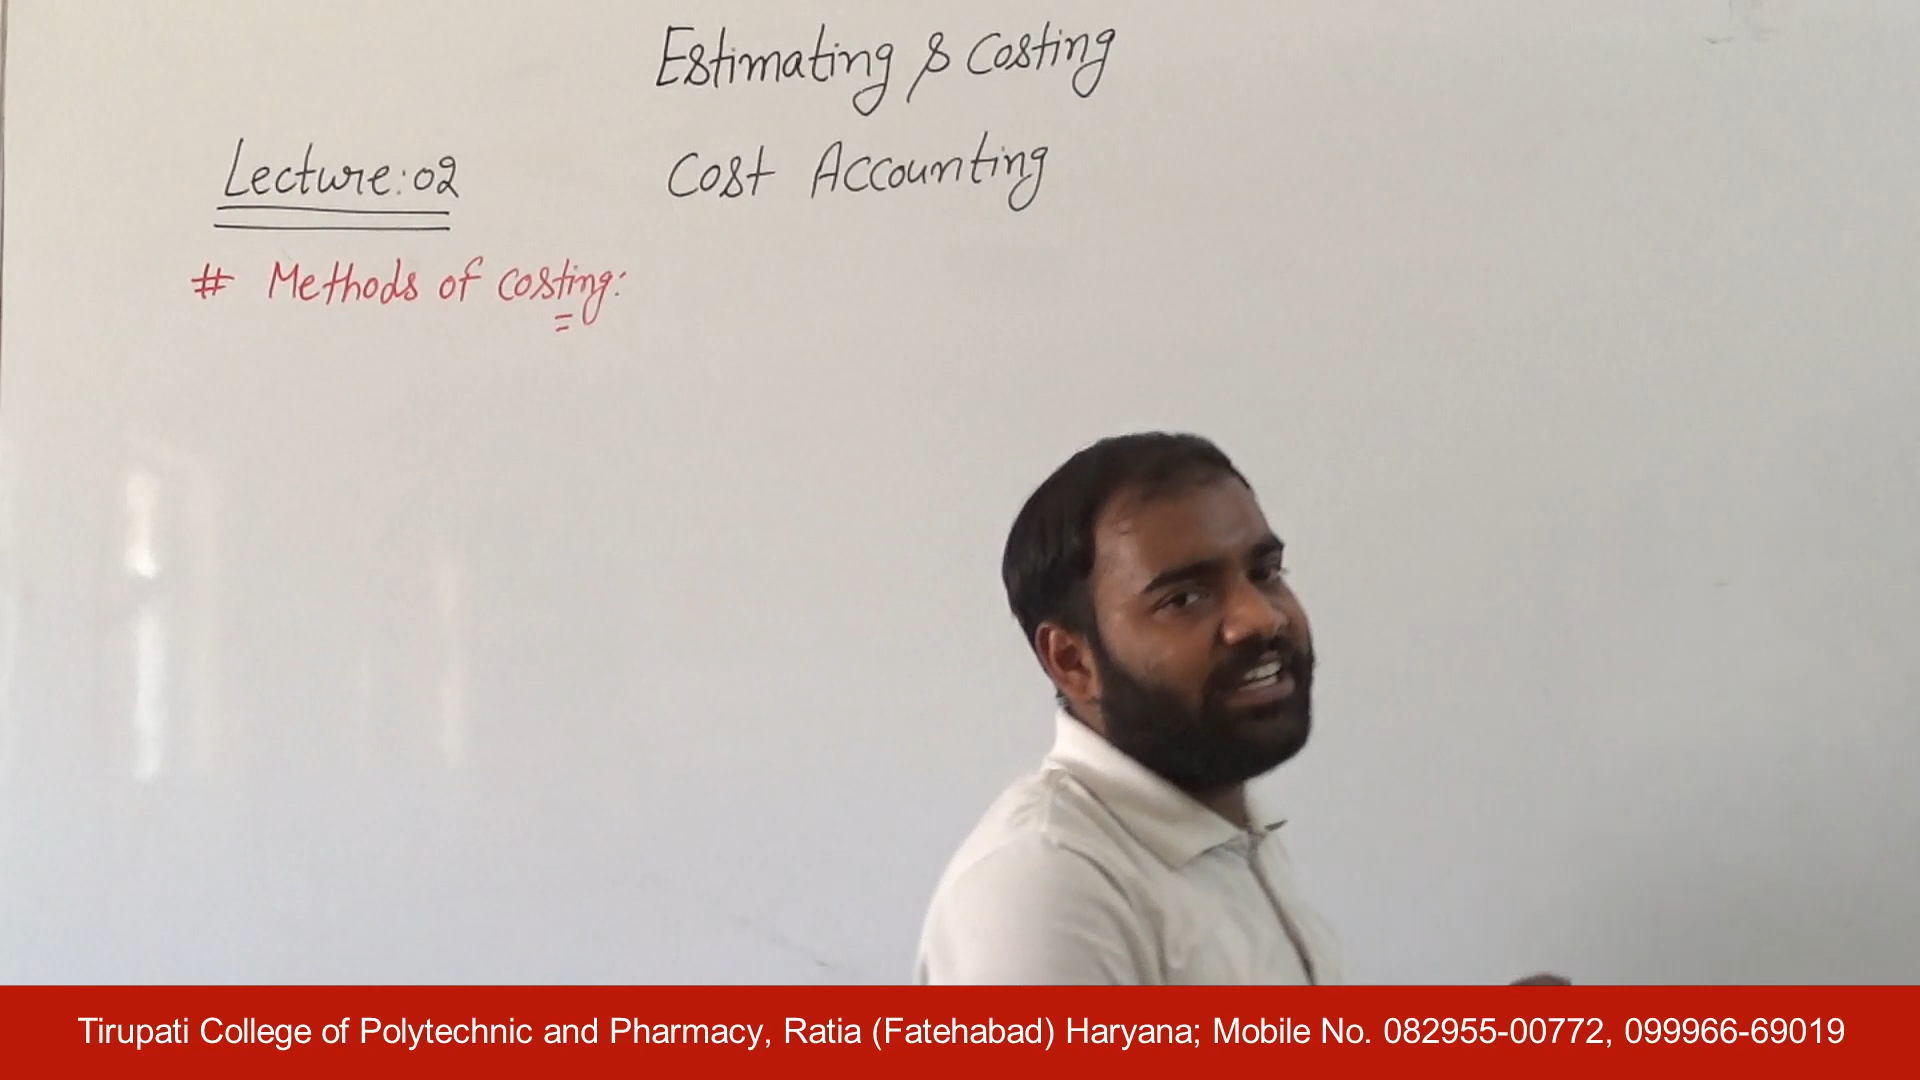 Estimating & Costing
Lecture:02 Cost Accounting
# Methods of Costing:
Tirupati College of Polytechnic and Pharmacy, Ratia (Fatehabad) Haryana; Mobile No. 082955-00772, 099966-69019